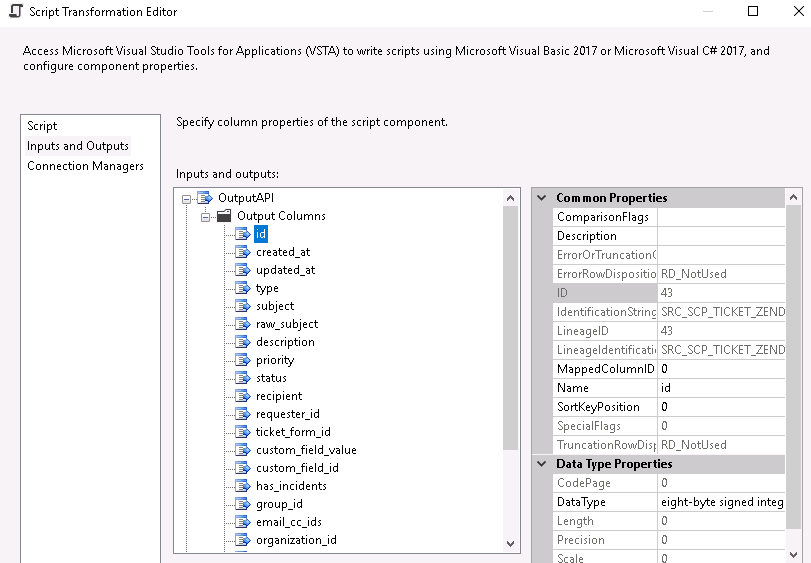 Script Transformation Editor
Access Microsoft Visual Studio Tools for Applications (VSTA) to write scripts using Microsoft Visual Basic 2017 or Microsoft Visual C# 2017, and
configure component properties.
Script
Inputs and Outputs
Connection Managers
Specify column properties of the script component.
Inputs and outputs:
OutputAPI
Output Columns
id
created_at
updated_at
type
subject
raw_subject
description
priority
status
recipient
requester_id
ticket_form_id
custom_field_value
custom_field_id
has_incidents
group_id
email_cc_ids
organization_id
Common Properties
ComparisonFlags
Description
ErrorOrTruncationO
ErrorRowDispositio RD_NotUsed
ID 43
IdentificationString SRC_SCP_TICKET_ZEND
LineageID 43
LineageIdentificatio SRC_SCP_TICKET_ZEND
MappedColumnID 0
Name id
SortKeyPosition 0
SpecialFlags 0
TruncationRowDisp RD_NotUsed
Data Type Properties
CodePage 0
DataType eight-byte signed integ
Length 0
Precision 0
Scale 0